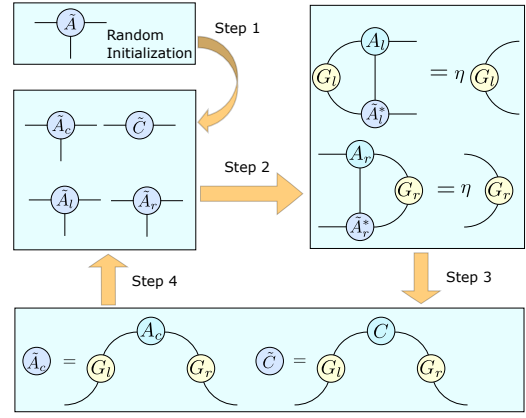 Ã
Random
Initialization
Step 1
Ã_c
C̃
Ã_l
Ã_r
Step 2
A_l
G_l
= η
G_l
Ã_l^*
A_r
G_r
= η
G_r
Ã_r^*
Step 3
Step 4
Ã_c
=
G_l
A_c
G_r
C̃
=
G_l
C
G_r